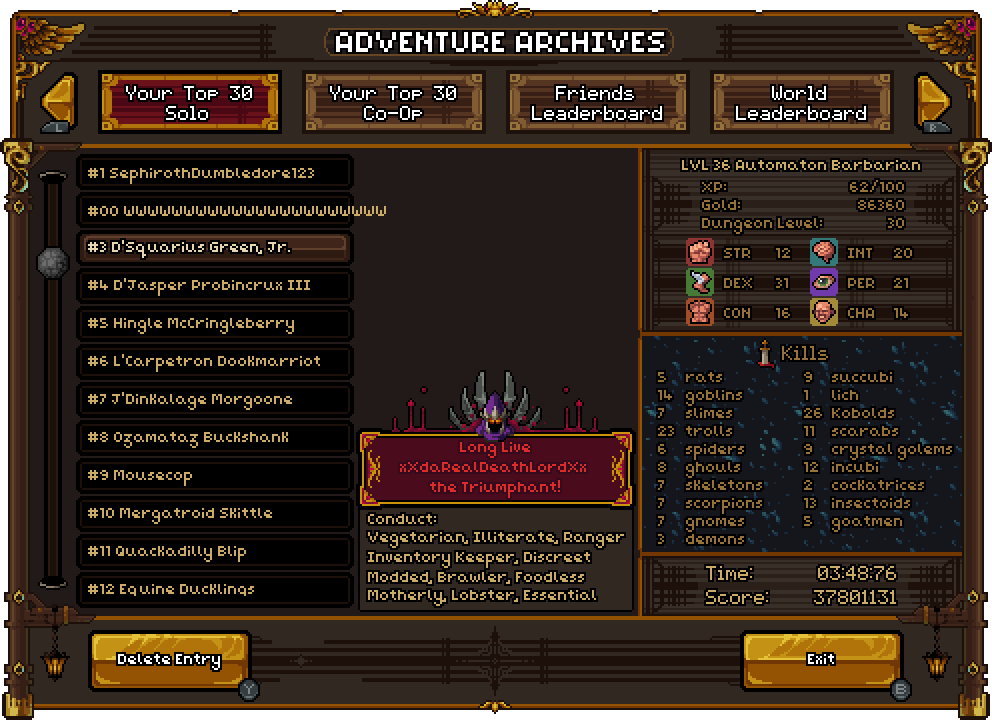 ADVENTURE ARCHIVES
Your Top 30
Solo
Your Top 30
Co-Op
Friends
Leaderboard
World
Leaderboard
L
R
#1 SephirothDumbledore123
#00 WWWWWWWWWWWWWWWWWWWWWW
#3 D'Squarius Green, Jr.
#4 D'Jasper Probincrux III
#5 Hingle McCringleberry
#6 L'Carpetron Dookmarriot
#7 J'Dinkalage Morgoone
#8 Ozamataz Buckshank
#9 Mousecop
#10 Mergatroid Skittle
#11 Quackadilly Blip
#12 Equine Ducklings
Long Live
xXdaRealDeathLordXx
the Triumphant!
Conduct:
Vegetarian, Illiterate, Ranger
Inventory Keeper, Discreet
Modded, Brawler, Foodless
Motherly, Lobster, Essential
LVL 36 Automaton Barbarian
XP: 62/100
Gold: 86360
Dungeon Level: 30
STR 12 INT 20
DEX 31 PER 21
CON 16 CHA 14
Kills
5 rats 9 succubi
14 goblins 1 lich
7 slimes 26 kobolds
23 trolls 11 scarabs
6 spiders 9 crystal golems
8 ghouls 12 incubi
7 skeletons 2 cockatrices
7 scorpions 13 insectoids
7 gnomes 5 goatmen
3 demons
Time: 03:48:76
Score: 37801131
Delete Entry
Y
Exit
B